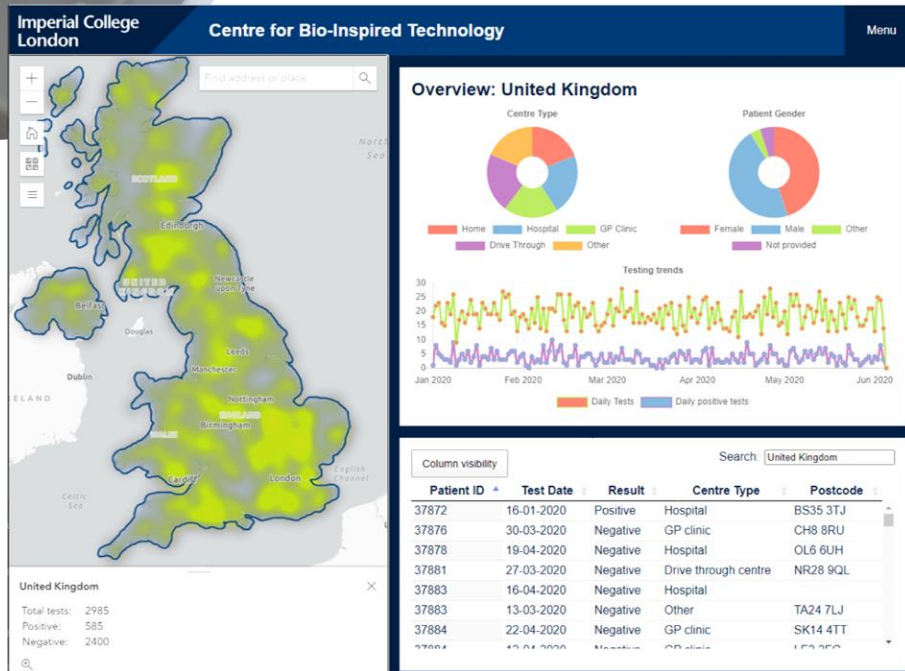 Imperial College
London
Centre for Bio-Inspired Technology
Menu
Find address or place
North
Sea
SCOTLAND
Edinburgh
UNITED
KINGDOM
Newcastle
upon Tyne
Belfast
Douglas
Leeds
Dublin
Manchester
ELAND
Nottingham
ENGLAND
Birmingham
WALES
Cardiff
London
English
Channel
Celtic
Sea
United Kingdom
Total tests: 2985
Positive: 585
Negative: 2400
Overview: United Kingdom
Centre Type
Home Hospital GP Clinic
Drive Through Other
Patient Gender
Female Male Other
Not provided
Testing trends
30
25
20
15
10
5
0
Jan 2020 Feb 2020 Mar 2020 Apr 2020 May 2020 Jun 2020
Daily Tests Daily positive tests
Column visibility
Search: United Kingdom
Patient ID Test Date Result Centre Type Postcode
37872 16-01-2020 Positive Hospital BS35 3TJ
37876 30-03-2020 Negative GP clinic CH8 8RU
37878 19-04-2020 Negative Hospital OL6 6UH
37881 27-03-2020 Negative Drive through centre NR28 9QL
37883 16-04-2020 Negative Hospital
37883 13-03-2020 Negative Other TA24 7LJ
37884 22-04-2020 Negative GP clinic SK14 4TT